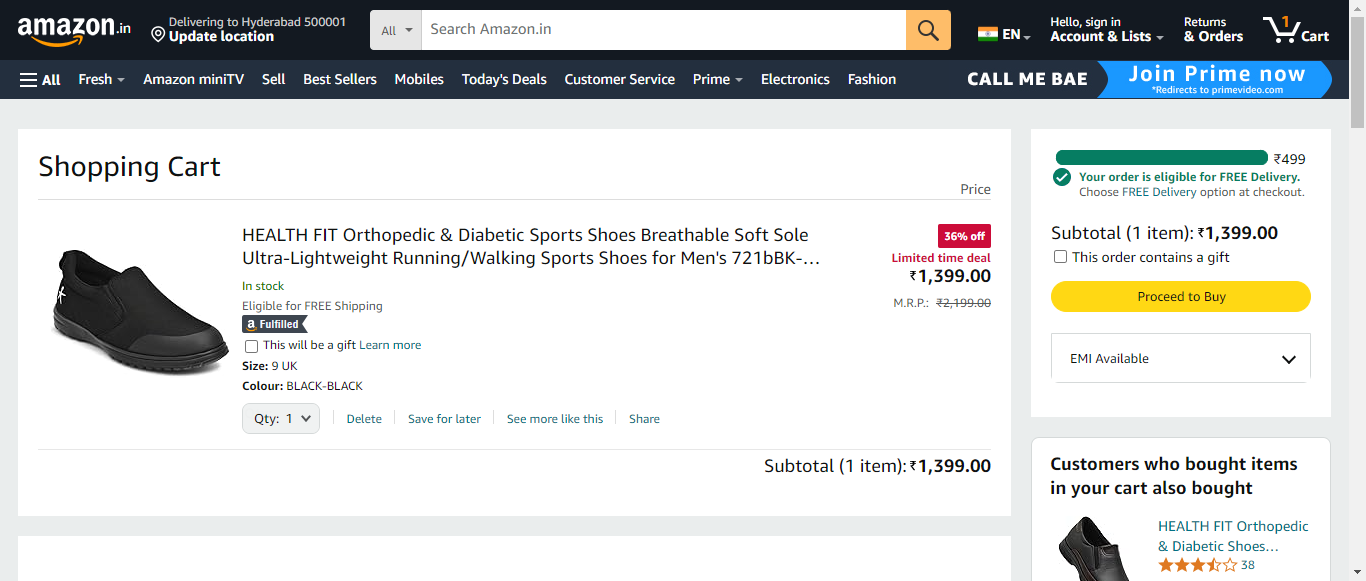 amazon.in
Delivering to Hyderabad 500001
Update location
All
Search Amazon.in
EN
Hello, sign in
Account & Lists
Returns
& Orders
1
Cart
All
Fresh
Amazon miniTV
Sell
Best Sellers
Mobiles
Today's Deals
Customer Service
Prime
Electronics
Fashion
CALL ME BAE
Join Prime now
*Redirects to primevideo.com
Shopping Cart
Price
HEALTH FIT Orthopedic & Diabetic Sports Shoes Breathable Soft Sole
Ultra-Lightweight Running/Walking Sports Shoes for Men's 721bBK-…
36% off
Limited time deal
₹1,399.00
M.R.P.: ₹2,199.00
In stock
Eligible for FREE Shipping
a Fulfilled
This will be a gift Learn more
Size: 9 UK
Colour: BLACK-BLACK
Qty: 1
Delete
Save for later
See more like this
Share
Subtotal (1 item): ₹1,399.00
₹499
Your order is eligible for FREE Delivery.
Choose FREE Delivery option at checkout.
Subtotal (1 item): ₹1,399.00
This order contains a gift
Proceed to Buy
EMI Available
Customers who bought items
in your cart also bought
HEALTH FIT Orthopedic
& Diabetic Shoes…
38